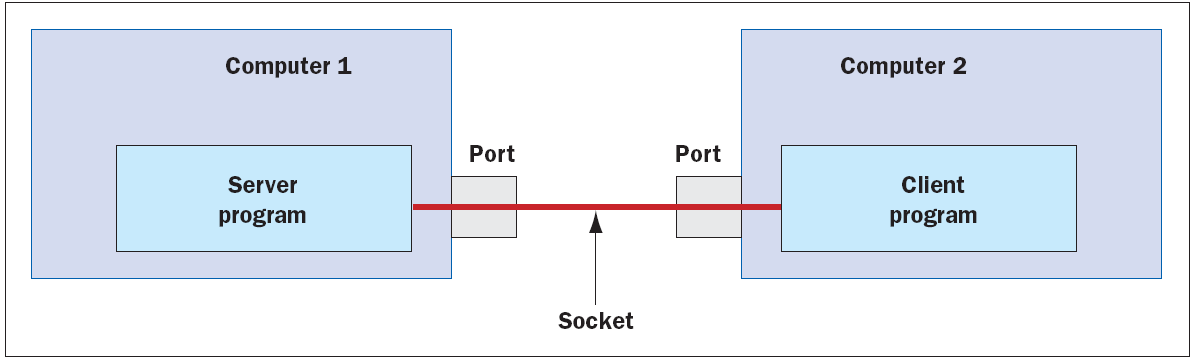 Computer 1
Computer 2
Port
Port
Server
program
Client
program
Socket